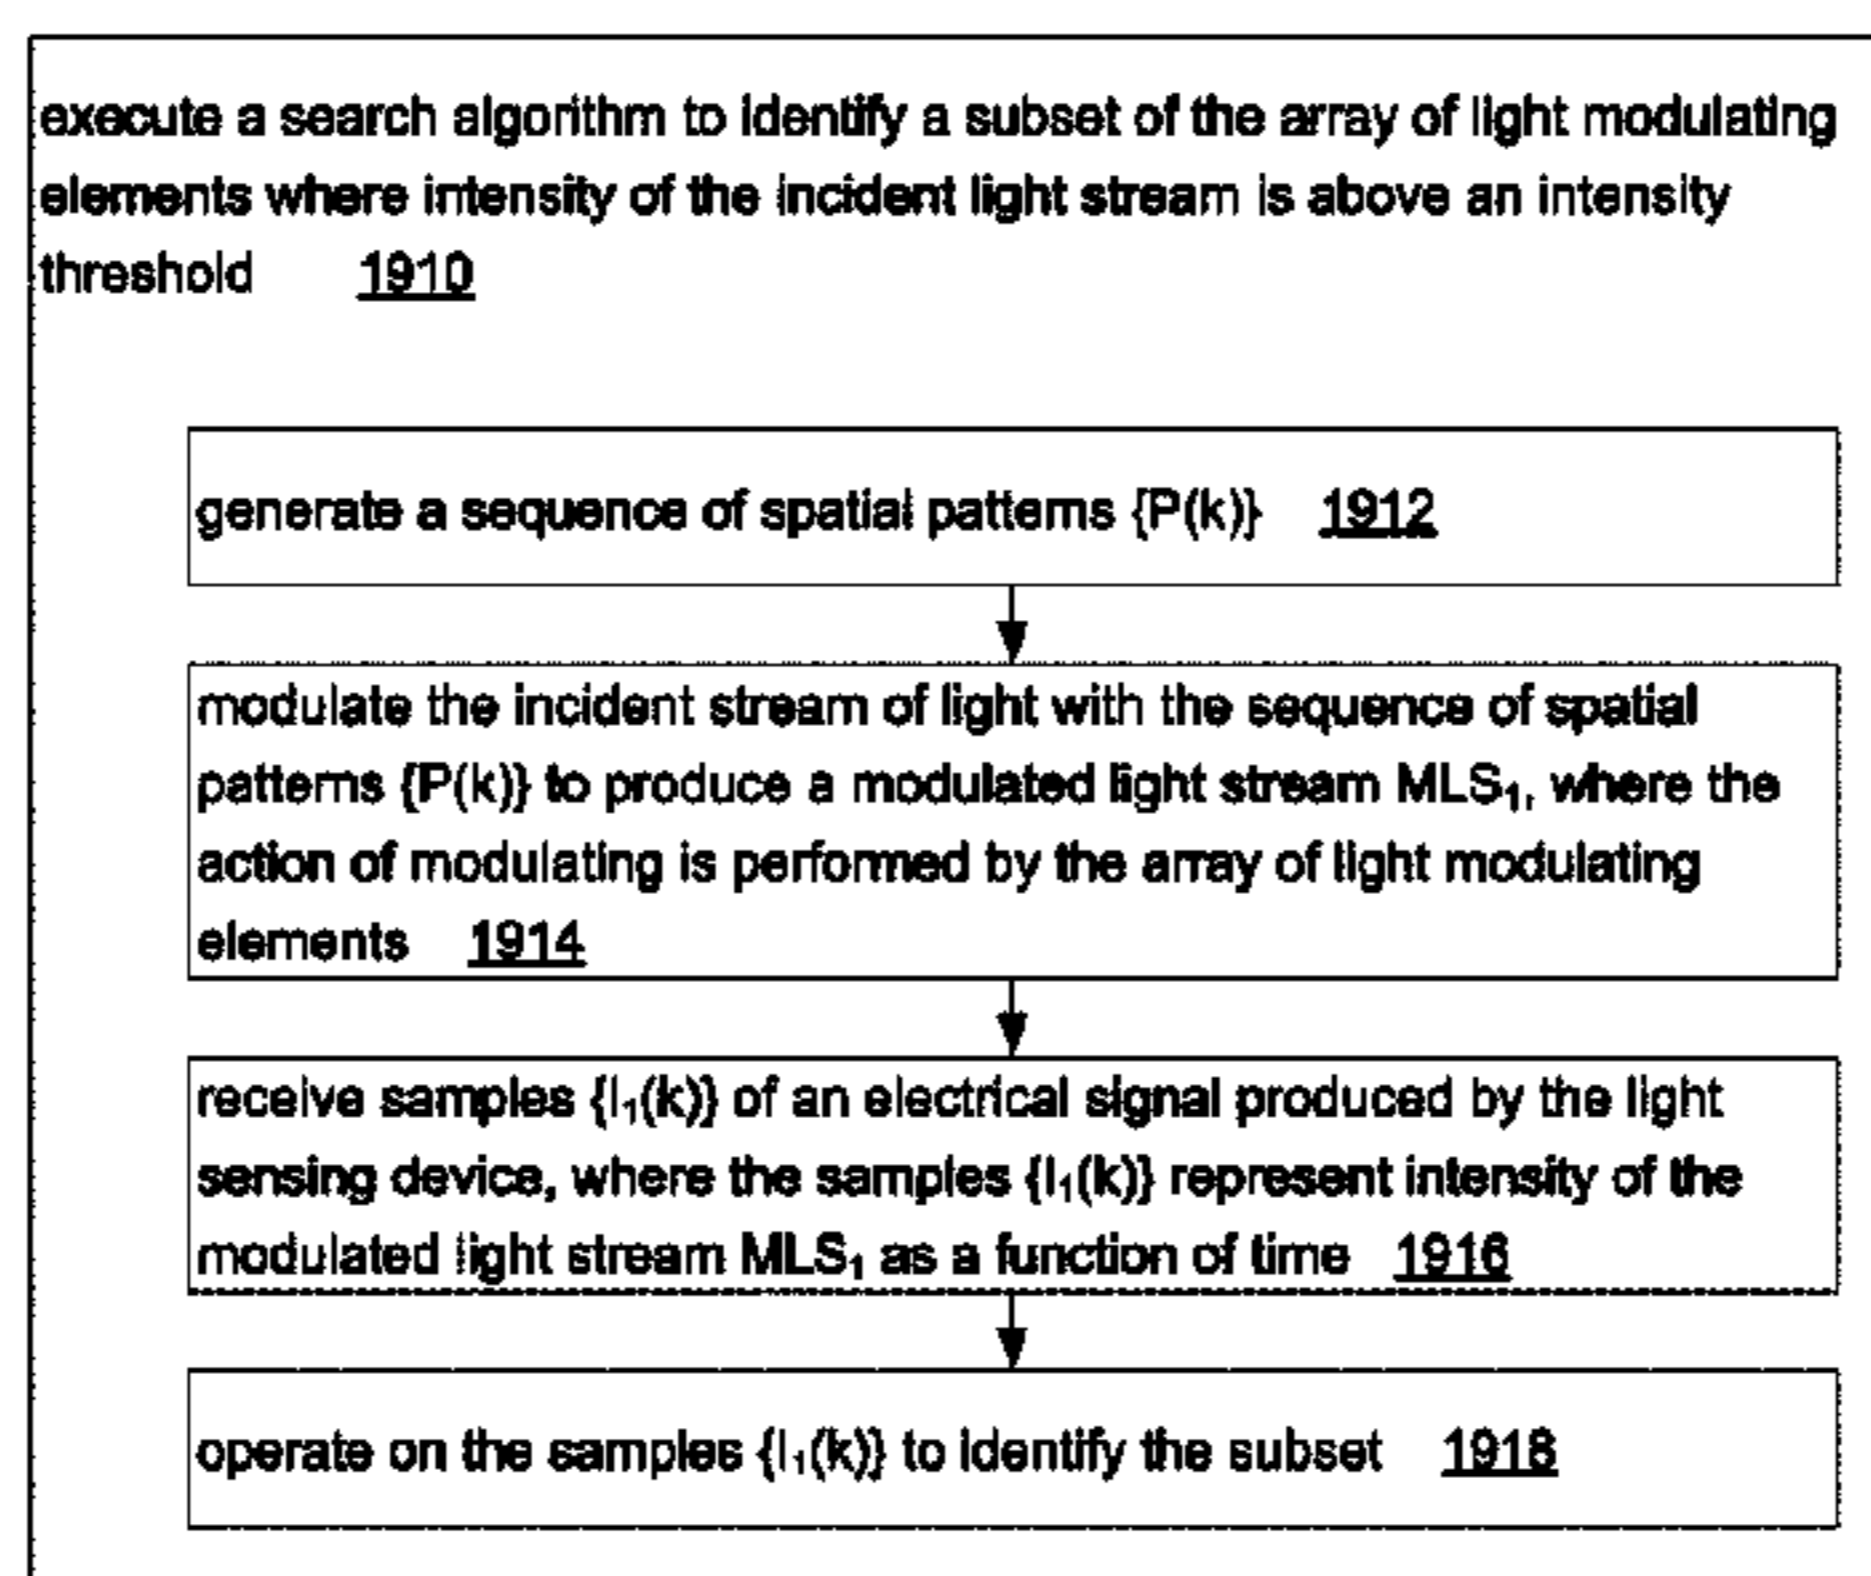 execute a search algorithm to identify a subset of the array of light modulating
elements where intensity of the incident light stream is above an intensity
threshold 1910
generate a sequence of spatial patterns {P(k)} 1912
modulate the incident stream of light with the sequence of spatial
patterns {P(k)} to produce a modulated light stream MLS₁, where the
action of modulating is performed by the array of light modulating
elements 1914
receive samples {I₁(k)} of an electrical signal produced by the light
sensing device, where the samples {I₁(k)} represent intensity of the
modulated light stream MLS₁ as a function of time 1916
operate on the samples {I₁(k)} to identify the subset 1918